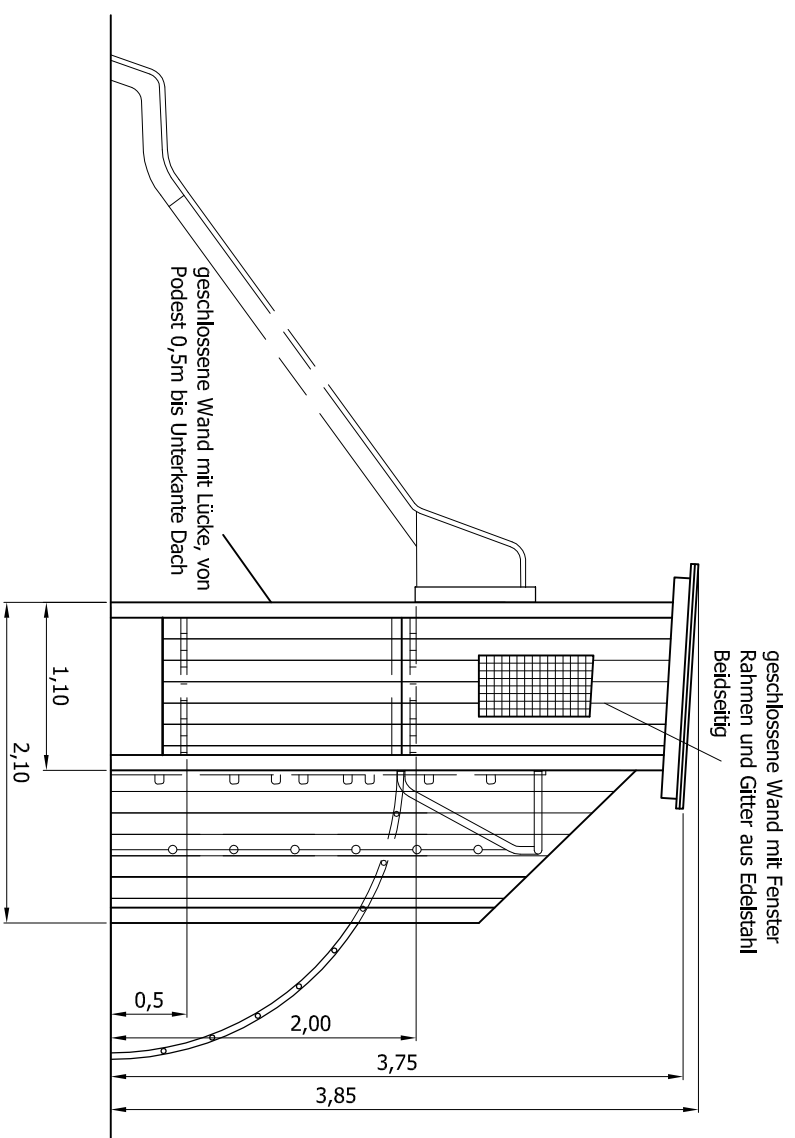 geschlossene Wand mit Fenster
Rahmen und Gitter aus Edelstahl
Beidseitig
geschlossene Wand mit Lücke, von
Podest 0,5m bis Unterkante Dach
1,10
2,10
0,5
2,00
3,75
3,85